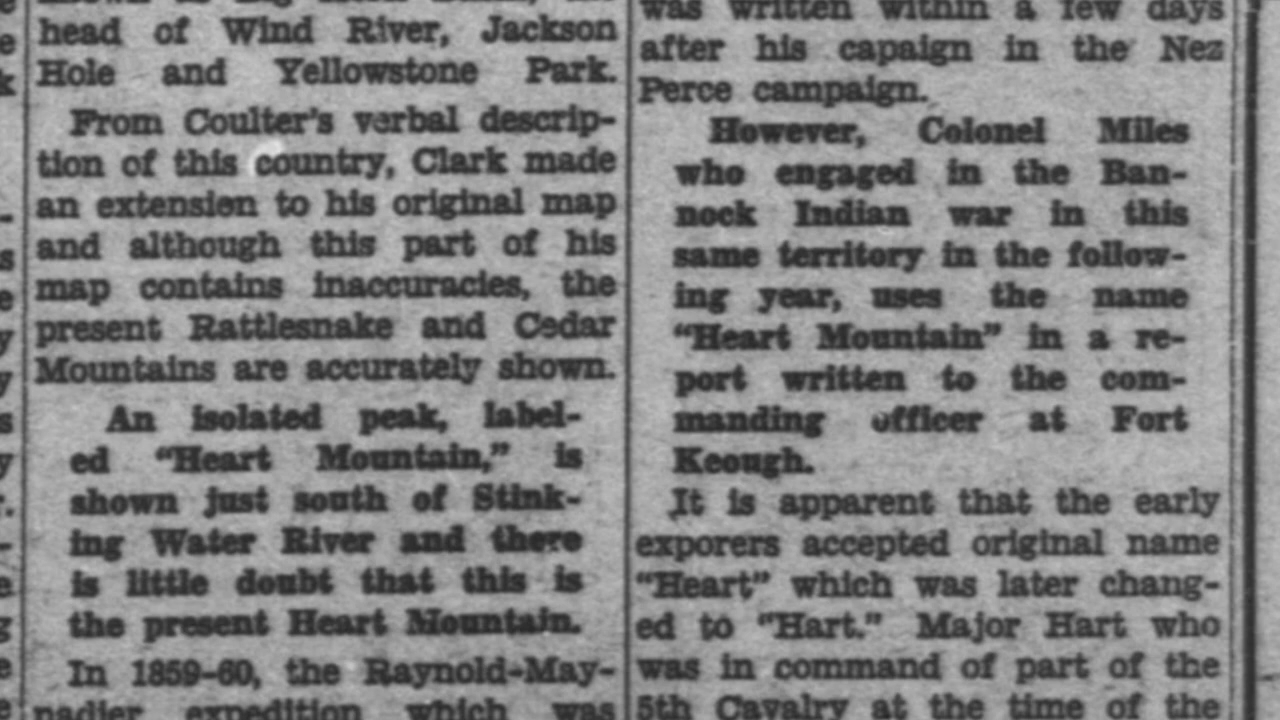 head of Wind River, Jackson
Hole and Yellowstone Park.
From Coulter's verbal descrip-
tion of this country, Clark made
an extension to his original map
and although this part of his
map contains inaccuracies, the
present Rattlesnake and Cedar
Mountains are accurately shown.
An isolated peak, label-
ed "Heart Mountain," is
shown just south of Stink-
ing Water River and there
is little doubt that this is
the present Heart Mountain.
In 1859-60, the Raynold-May-
nadier expedition which was
was written within a few days
after his capaign in the Nez
Perce campaign.
However, Colonel Miles
who engaged in the Ban-
nock Indian war in this
same territory in the follow-
ing year, uses the name
"Heart Mountain" in a re-
port written to the com-
manding officer at Fort
Keough.
It is apparent that the early
exporers accepted original name
"Heart" which was later chang-
ed to "Hart." Major Hart who
was in command of part of the
5th Cavalry at the time of the